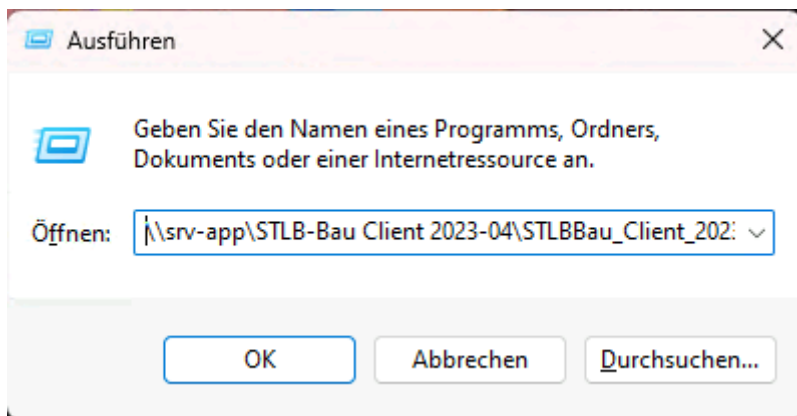 Ausführen
Geben Sie den Namen eines Programms, Ordners,
Dokuments oder einer Internetressource an.
Öffnen:
\\srv-app\STLB-Bau Client 2023-04\STLBBau_Client_202
OK
Abbrechen
Durchsuchen...